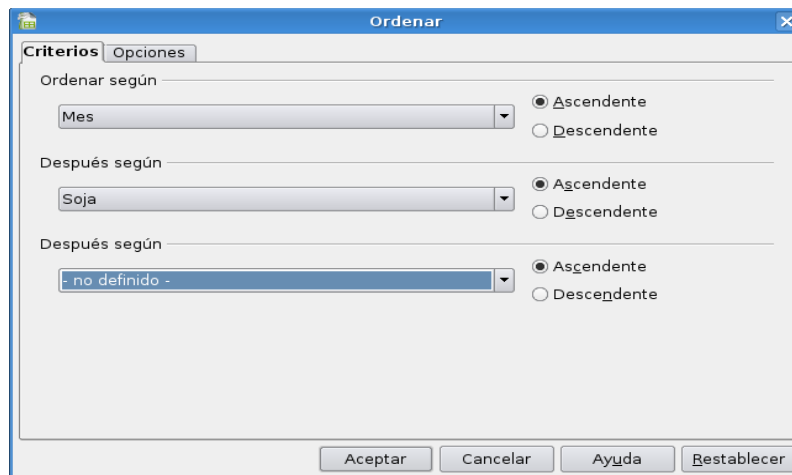 Ordenar
Criterios Opciones
Ordenar según
Mes
Ascendente
Descendente
Después según
Soja
Ascendente
Descendente
Después según
- no definido -
Ascendente
Descendente
Aceptar Cancelar Ayuda Restablecer